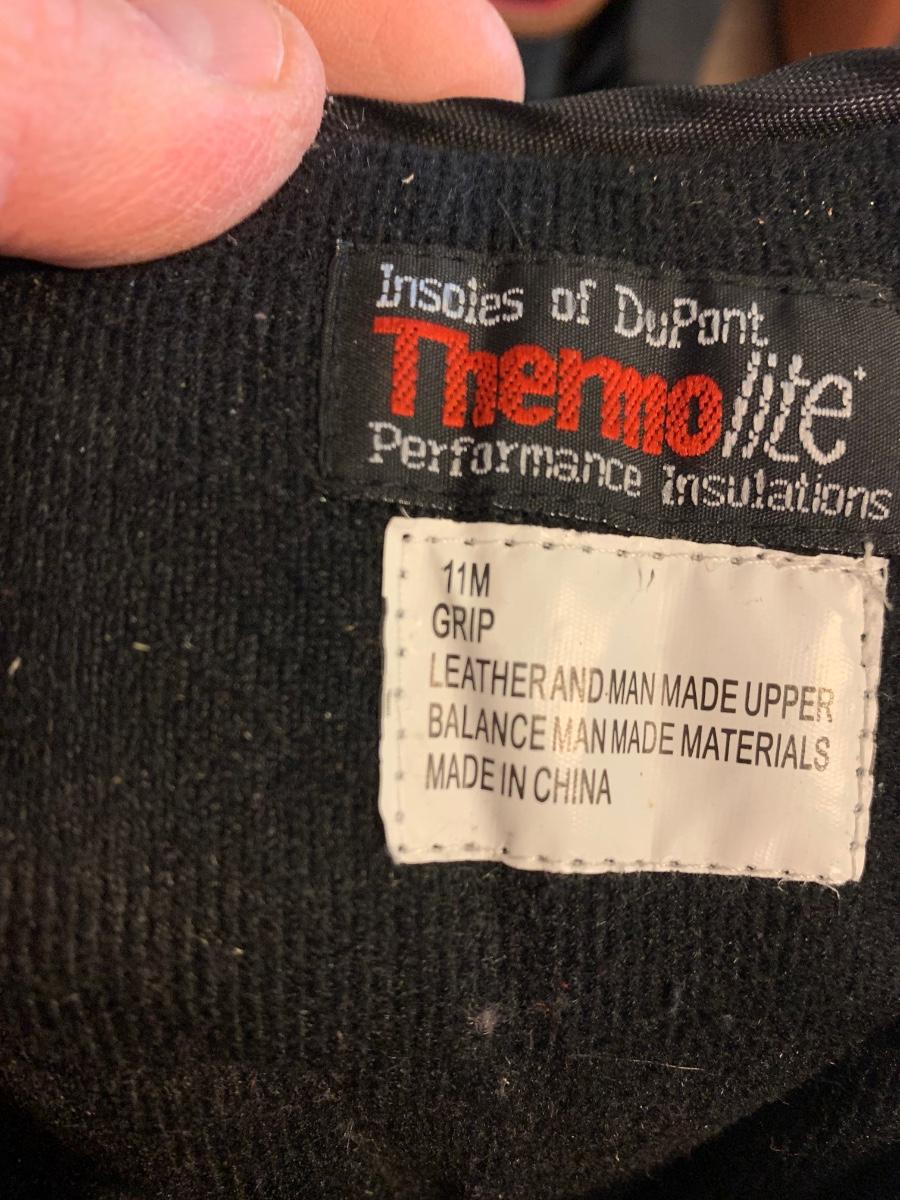 Insoles of DuPont
Thermolite
Performance Insulations
11M
GRIP
LEATHER AND MAN MADE UPPER
BALANCE MAN MADE MATERIALS
MADE IN CHINA